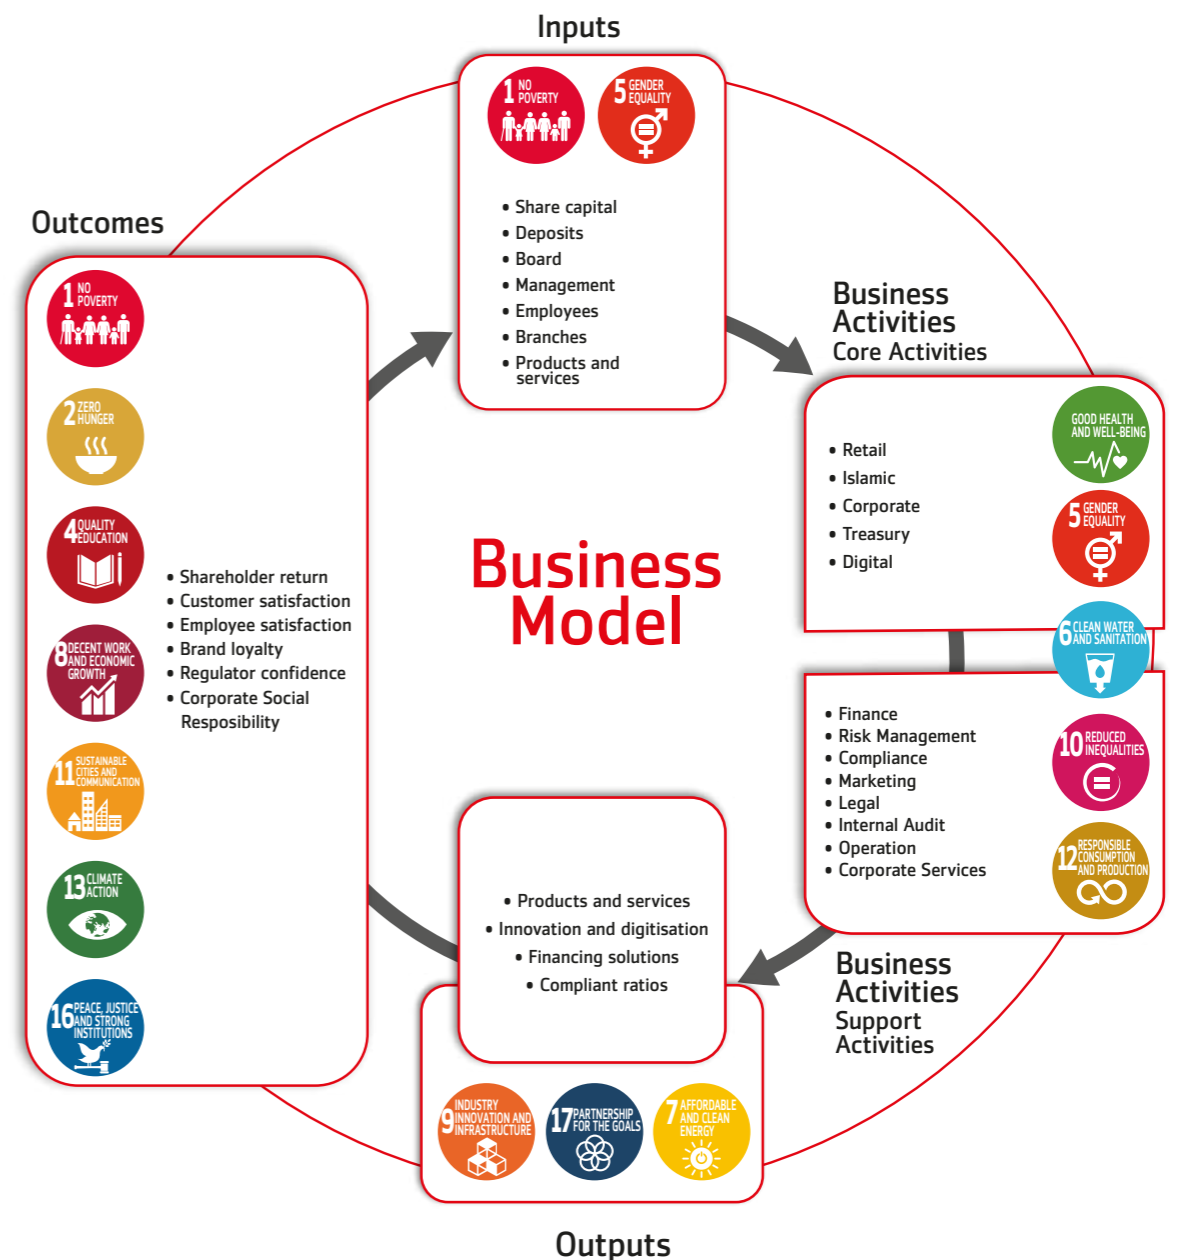 Inputs
1 NO
POVERTY
5 GENDER
EQUALITY
• Share capital
• Deposits
• Board
• Management
• Employees
• Branches
• Products and
services
Business
Activities
Core Activities
• Retail
• Islamic
• Corporate
• Treasury
• Digital
GOOD HEALTH
AND WELL-BEING
5 GENDER
EQUALITY
6 CLEAN WATER
AND SANITATION
• Finance
• Risk Management
• Compliance
• Marketing
• Legal
• Internal Audit
• Operation
• Corporate Services
10 REDUCED
INEQUALITIES
12 RESPONSIBLE
CONSUMPTION
AND PRODUCTION
Business
Activities
Support
Activities
Business
Model
• Products and services
• Innovation and digitisation
• Financing solutions
• Compliant ratios
9 INDUSTRY
INNOVATION AND
INFRASTRUCTURE
17 PARTNERSHIP
FOR THE GOALS
7 AFFORDABLE
AND CLEAN
ENERGY
Outputs
Outcomes
1 NO
POVERTY
2 ZERO
HUNGER
4 QUALITY
EDUCATION
8 DECENT WORK
AND ECONOMIC
GROWTH
11 SUSTAINABLE
CITIES AND
COMMUNICATION
13 CLIMATE
ACTION
16 PEACE, JUSTICE
AND STRONG
INSTITUTIONS
• Shareholder return
• Customer satisfaction
• Employee satisfaction
• Brand loyalty
• Regulator confidence
• Corporate Social
Resposibility